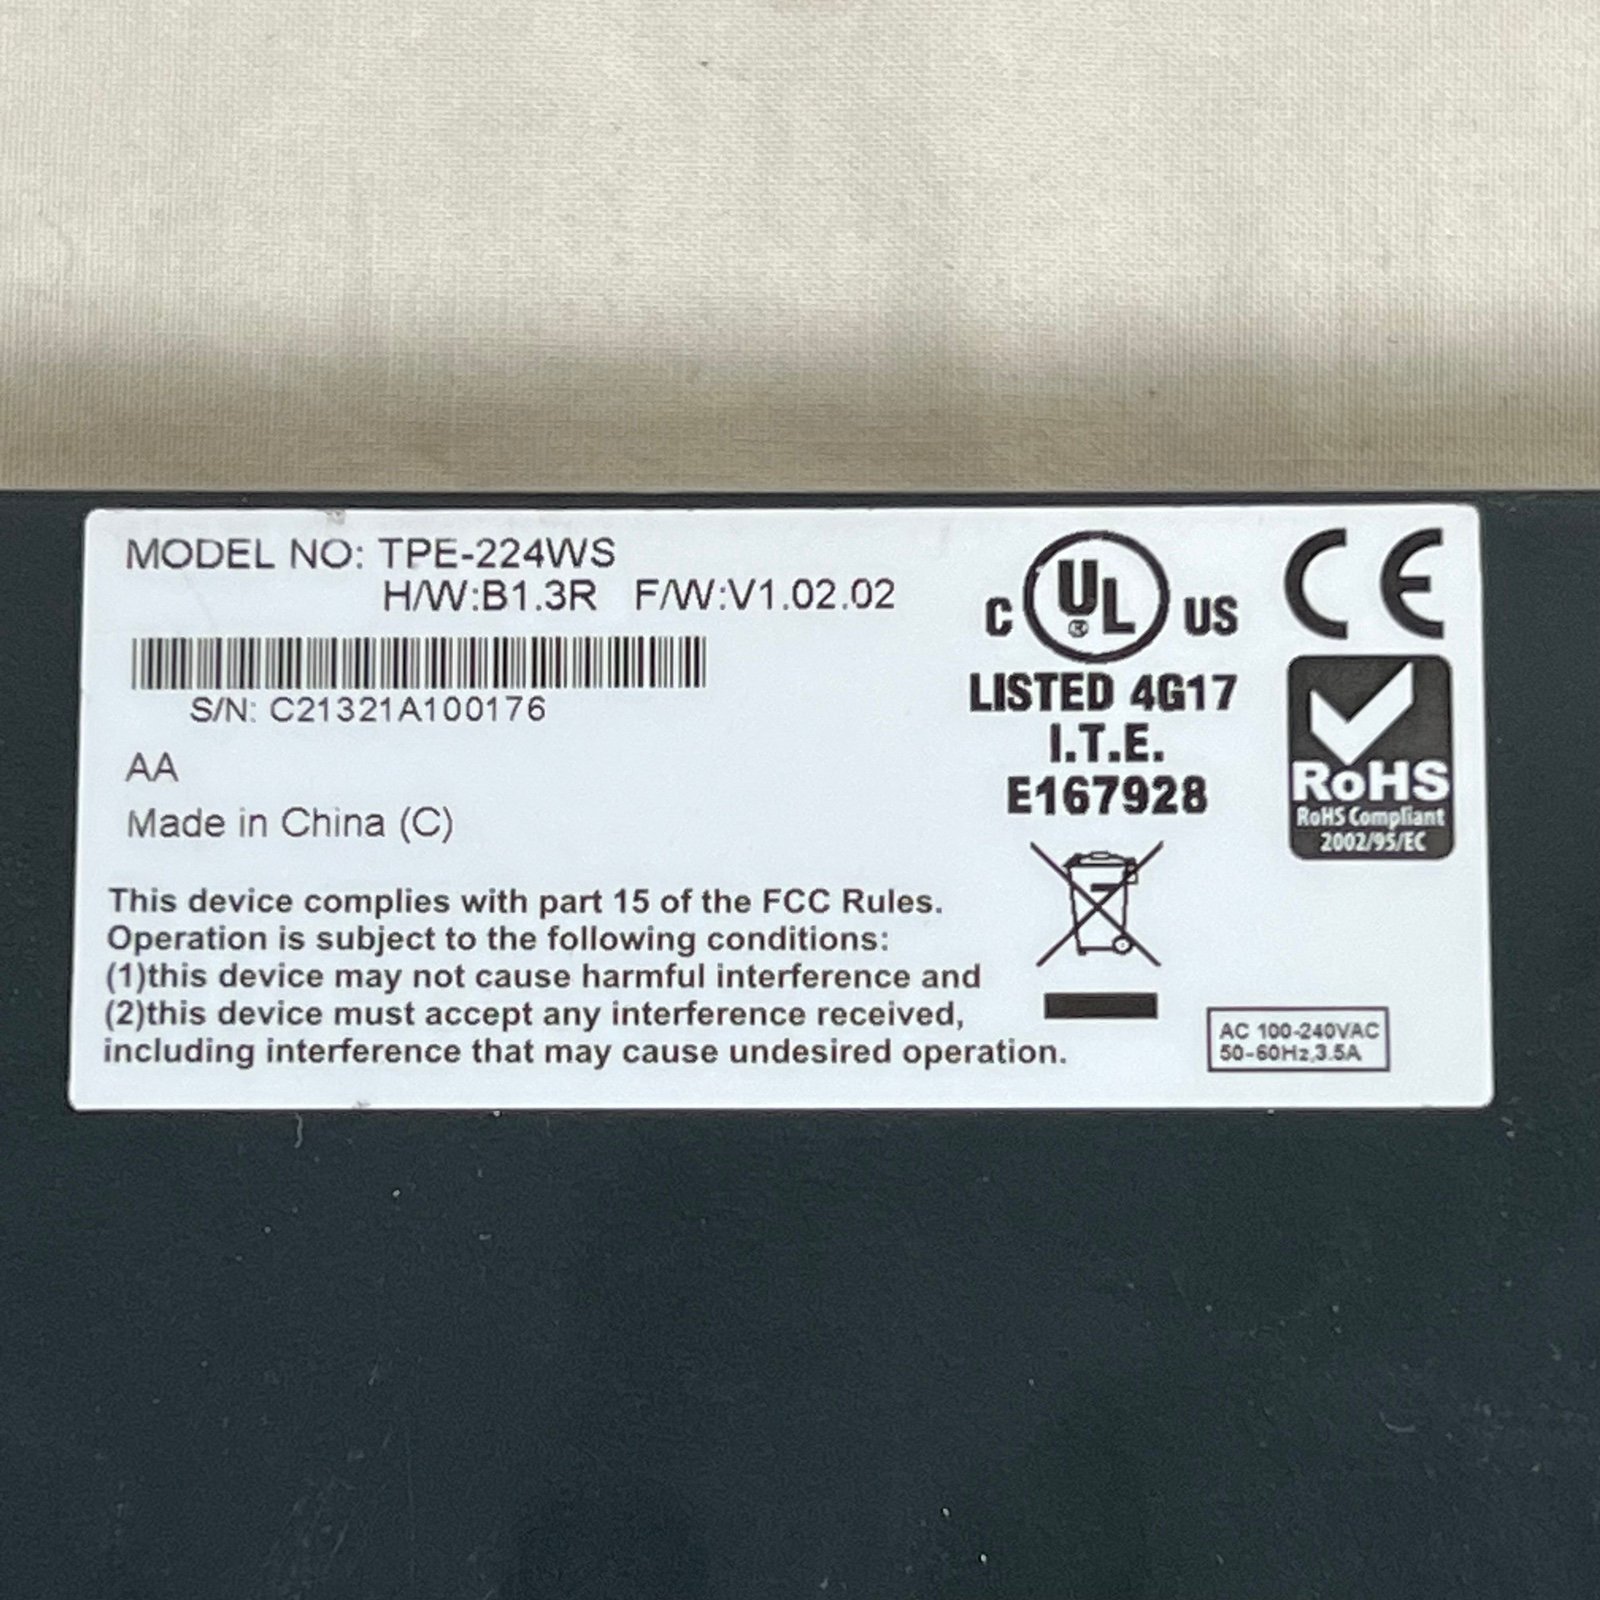 MODEL NO: TPE-224WS
H/W:B1.3R F/W:V1.02.02
S/N: C21321A100176
AA
Made in China (C)
This device complies with part 15 of the FCC Rules.
Operation is subject to the following conditions:
(1)this device may not cause harmful interference and
(2)this device must accept any interference received,
including interference that may cause undesired operation.
C UL ® US
LISTED 4G17
I.T.E.
E167928
CE
RoHS
RoHS Compliant
2002/95/EC
AC 100-240VAC
50-60Hz,3.5A